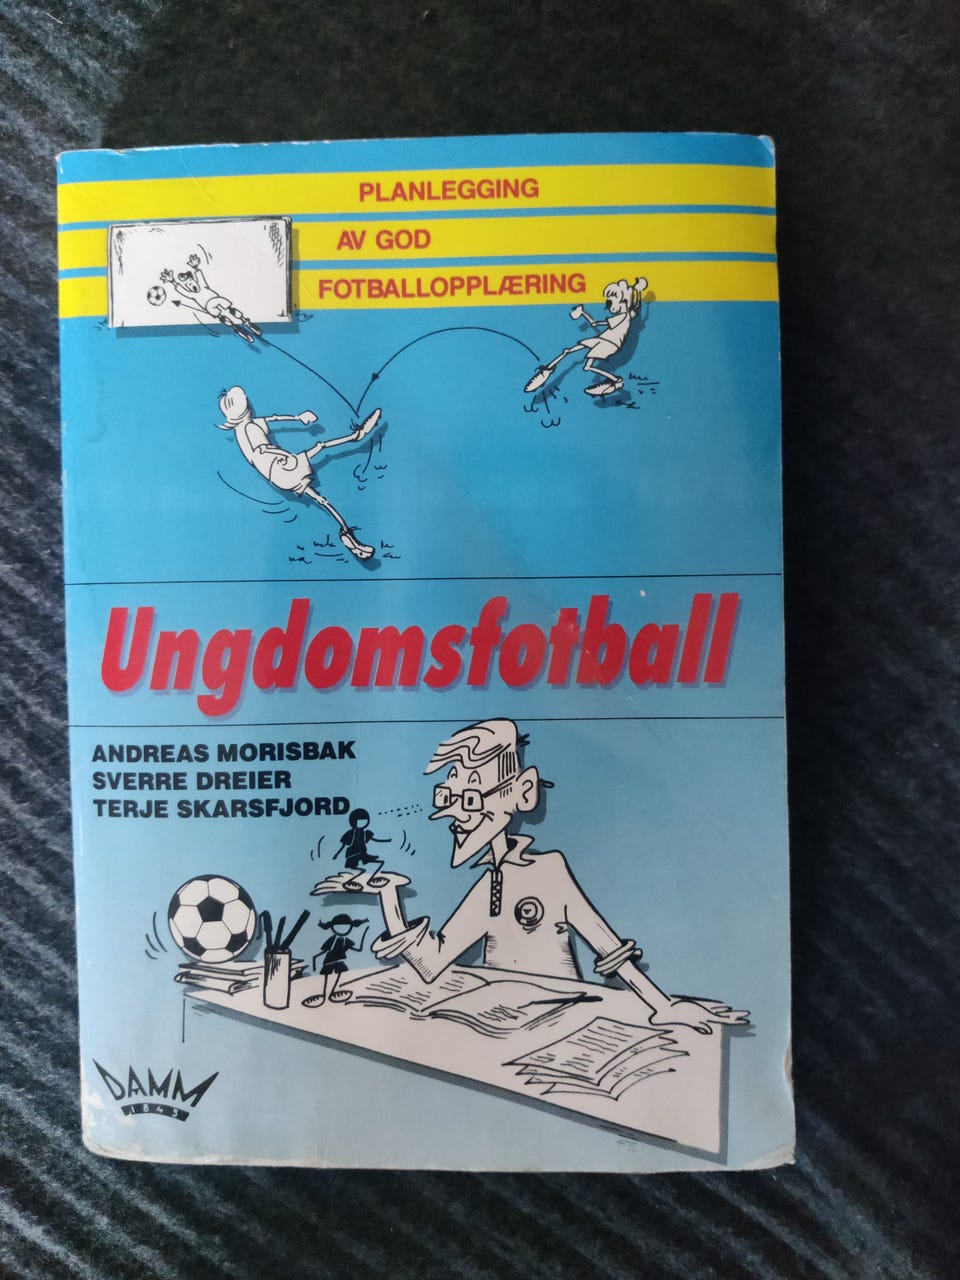 PLANLEGGING
AV GOD
FOTBALLOPPLÆRING
Ungdomsfotball
ANDREAS MORISBAK
SVERRE DREIER
TERJE SKARSFJORD
DAMM
1843